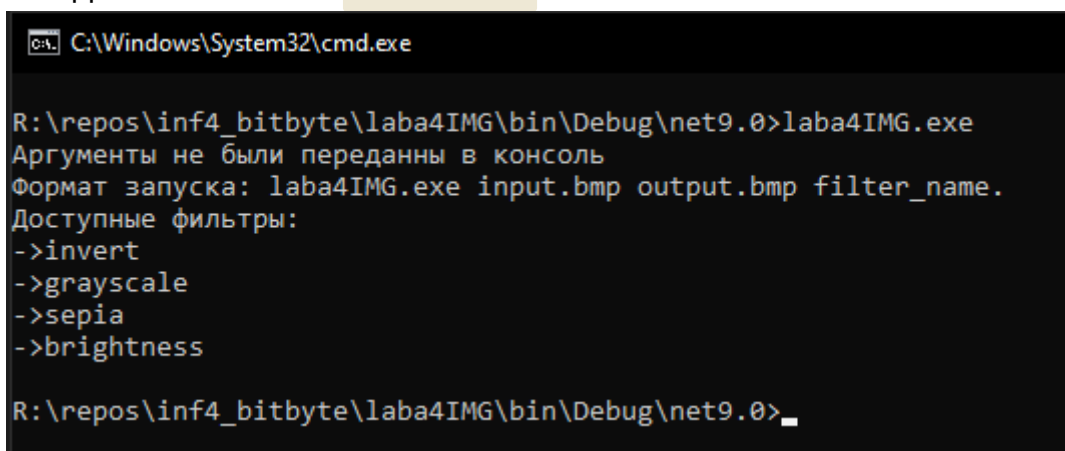 C:\Windows\System32\cmd.exe
R:\repos\inf4_bitbyte\laba4IMG\bin\Debug\net9.0>laba4IMG.exe
Аргументы не были переданны в консоль
Формат запуска: laba4IMG.exe input.bmp output.bmp filter_name.
Доступные фильтры:
->invert
->grayscale
->sepia
->brightness
R:\repos\inf4_bitbyte\laba4IMG\bin\Debug\net9.0>